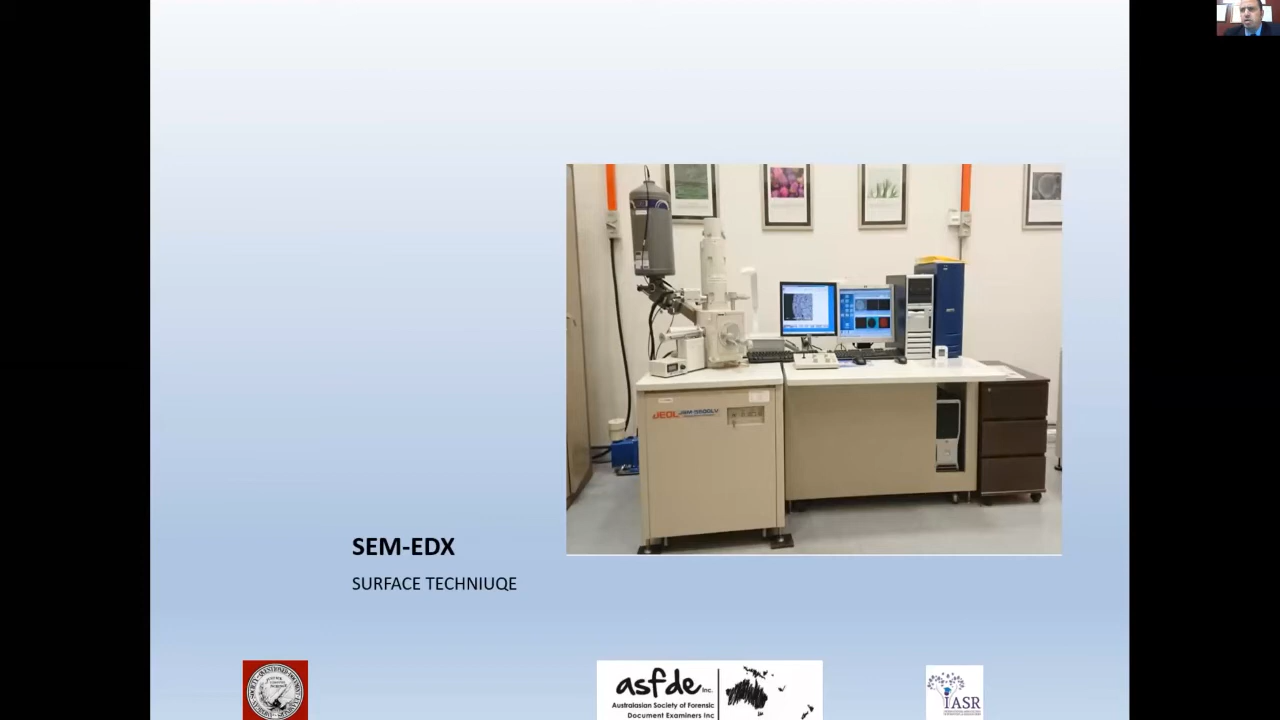 JEOL
SEM-EDX
SURFACE TECHNIUQE
asfde Inc.
Australasian Society of Forensic
Document Examiners Inc
IASR